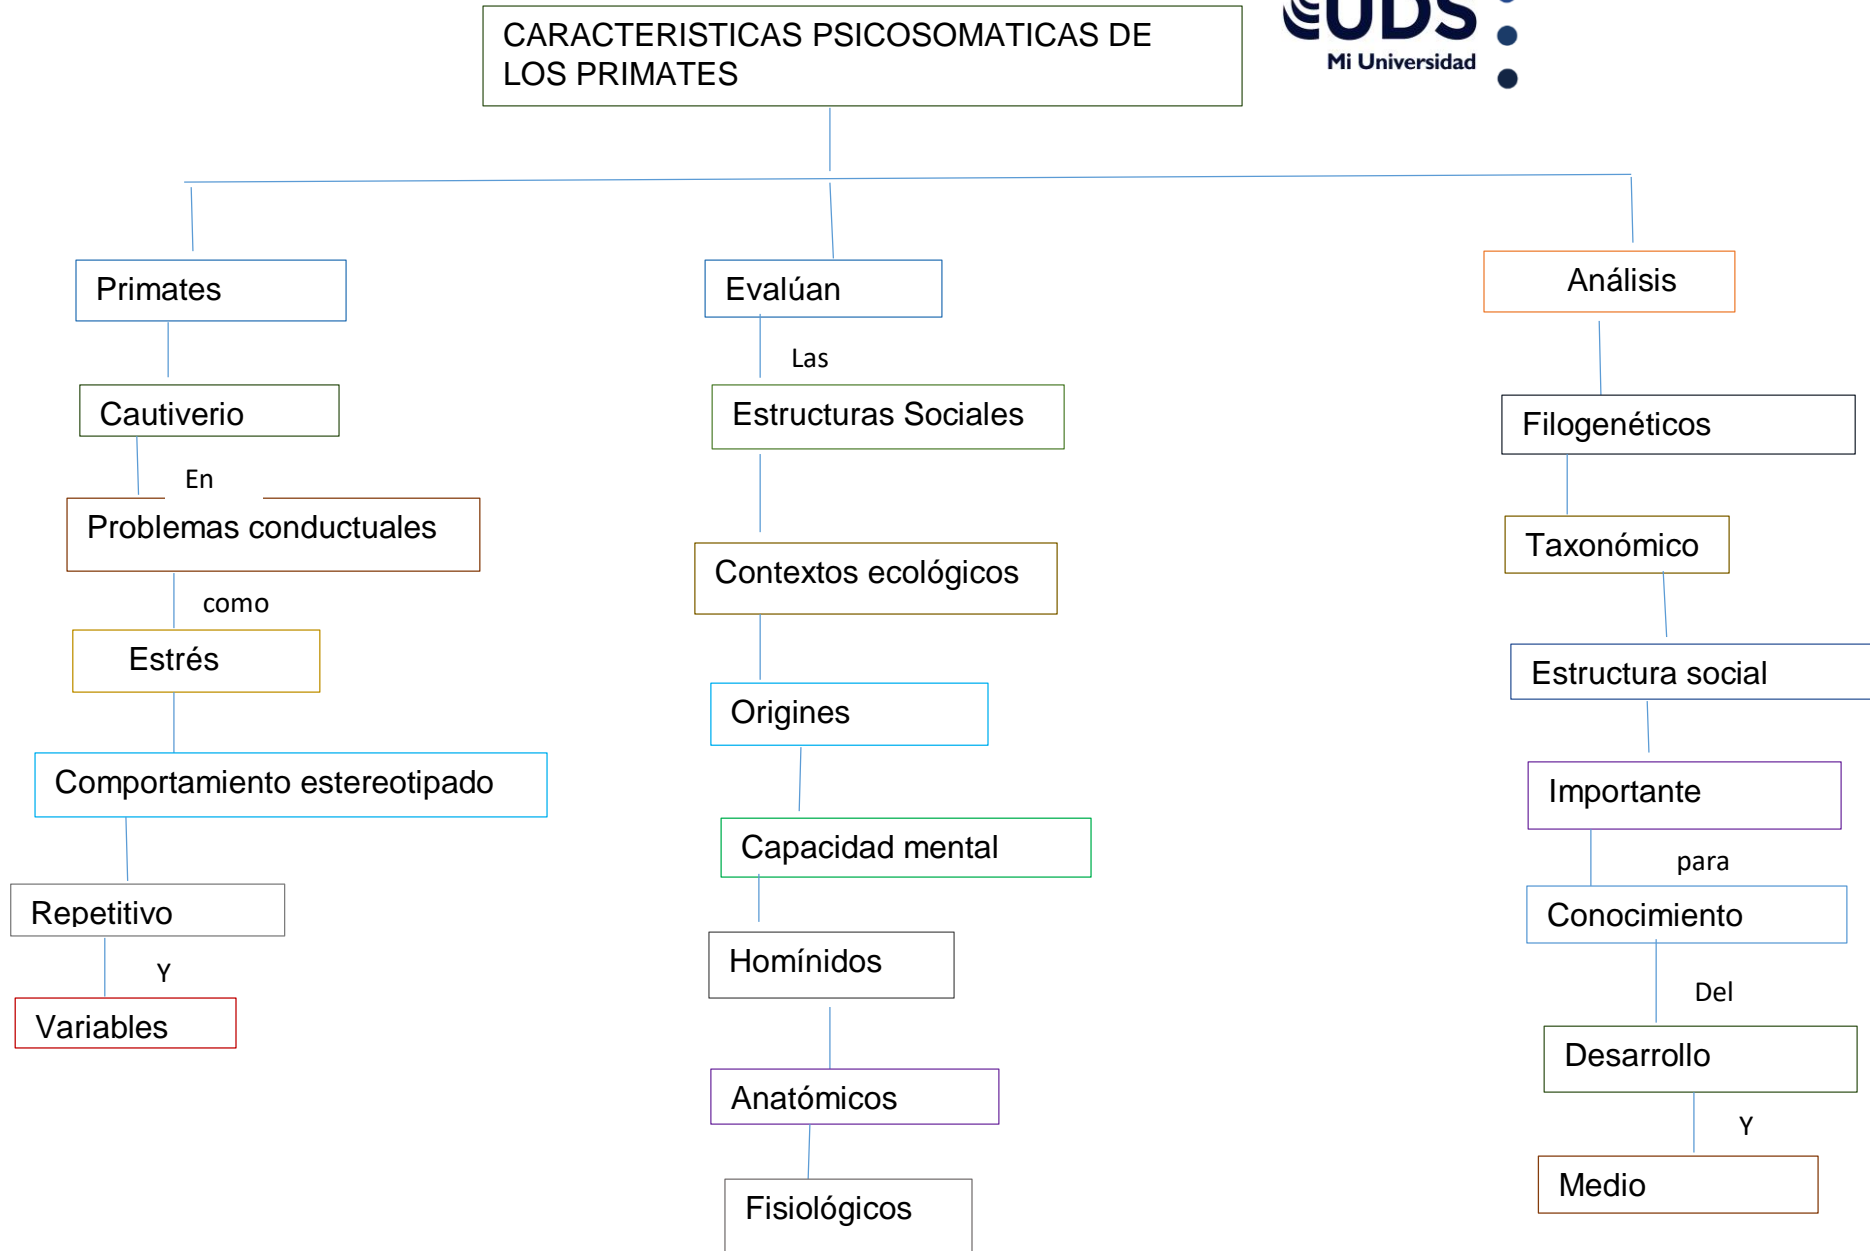 CARACTERISTICAS PSICOSOMATICAS DE
LOS PRIMATES
UDS
Mi Universidad
Primates
Cautiverio
En
Problemas conductuales
como
Estrés
Comportamiento estereotipado
Repetitivo
Y
Variables
Evalúan
Las
Estructuras Sociales
Contextos ecológicos
Origines
Capacidad mental
Homínidos
Anatómicos
Fisiológicos
Análisis
Filogenéticos
Taxonómico
Estructura social
Importante
para
Conocimiento
Del
Desarrollo
Y
Medio